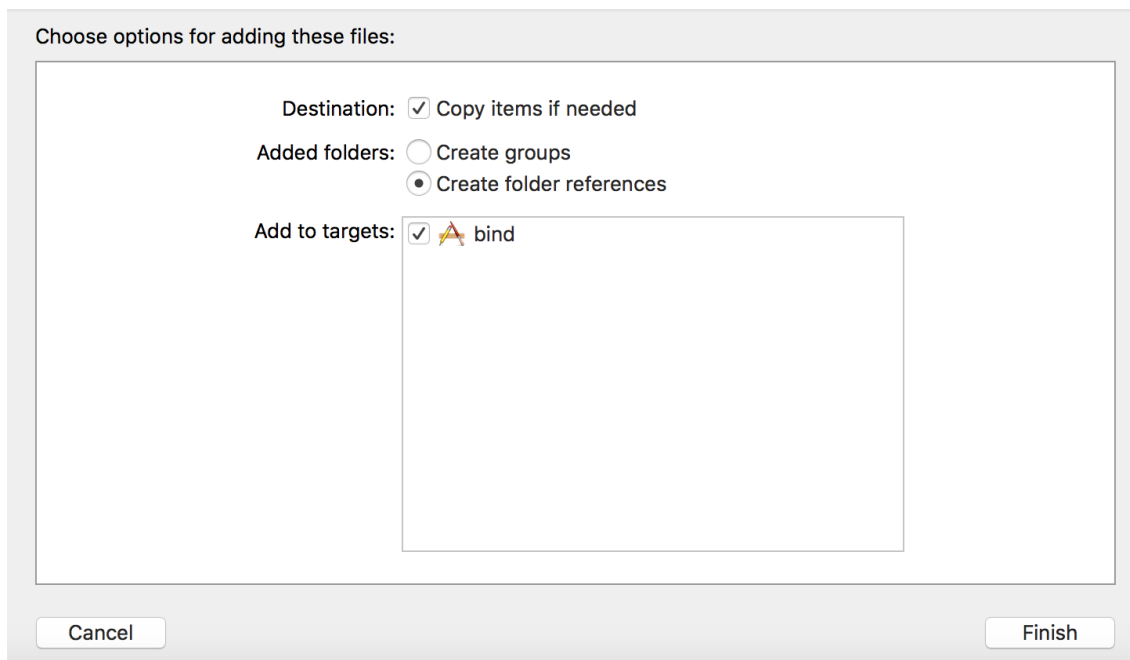 Choose options for adding these files:
Destination: Copy items if needed
Added folders: Create groups
Create folder references
Add to targets: bind
Cancel Finish